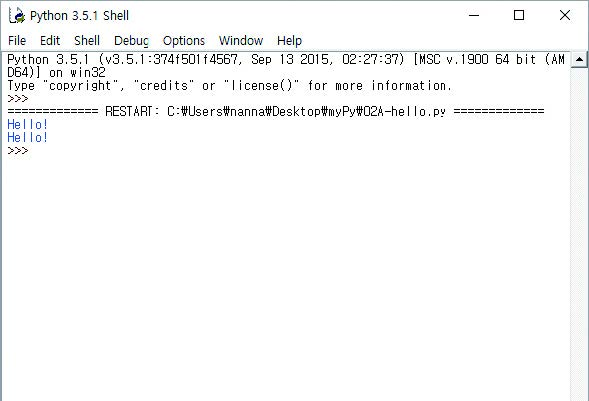 Python 3.5.1 Shell
File Edit Shell Debug Options Window Help
Python 3.5.1 (v3.5.1:374f501f4567, Sep 13 2015, 02:27:37) [MSC v.1900 64 bit (AM
D64)] on win32
Type "copyright", "credits" or "license()" for more information.
>>>
============= RESTART: C:₩Users₩nanna₩Desktop₩myPy₩02A-hello.py =============
Hello!
Hello!
>>>